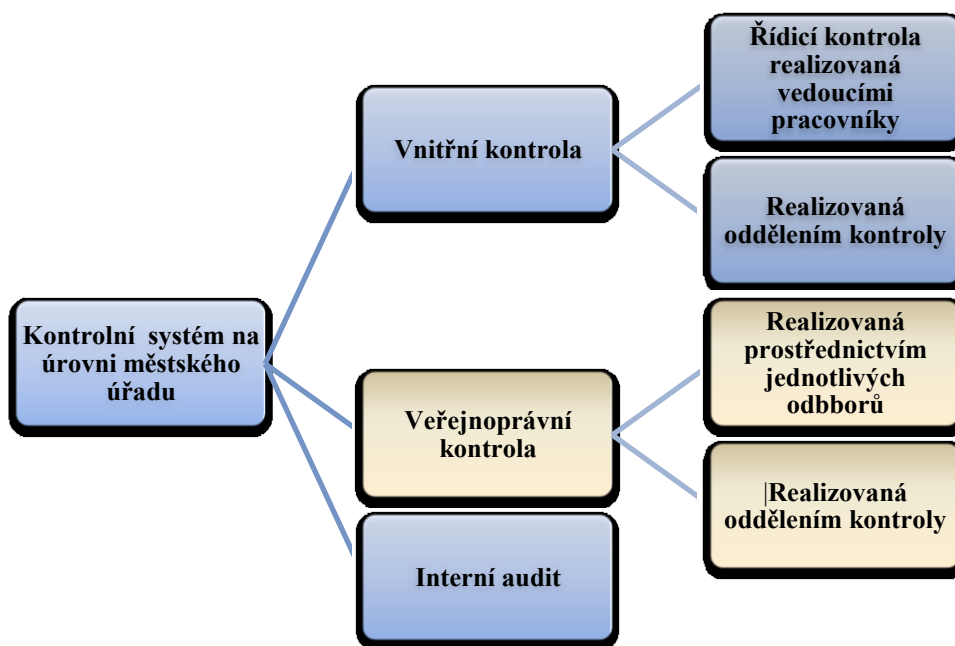 Kontrolní systém na
úrovni městského
úřadu
Vnitřní kontrola
Řídicí kontrola
realizovaná
vedoucími
pracovníky
Realizovaná
oddělením kontroly
Veřejnoprávní
kontrola
Realizovaná
prostřednictvím
jednotlivých
odbborů
|Realizovaná
oddělením kontroly
Interní audit